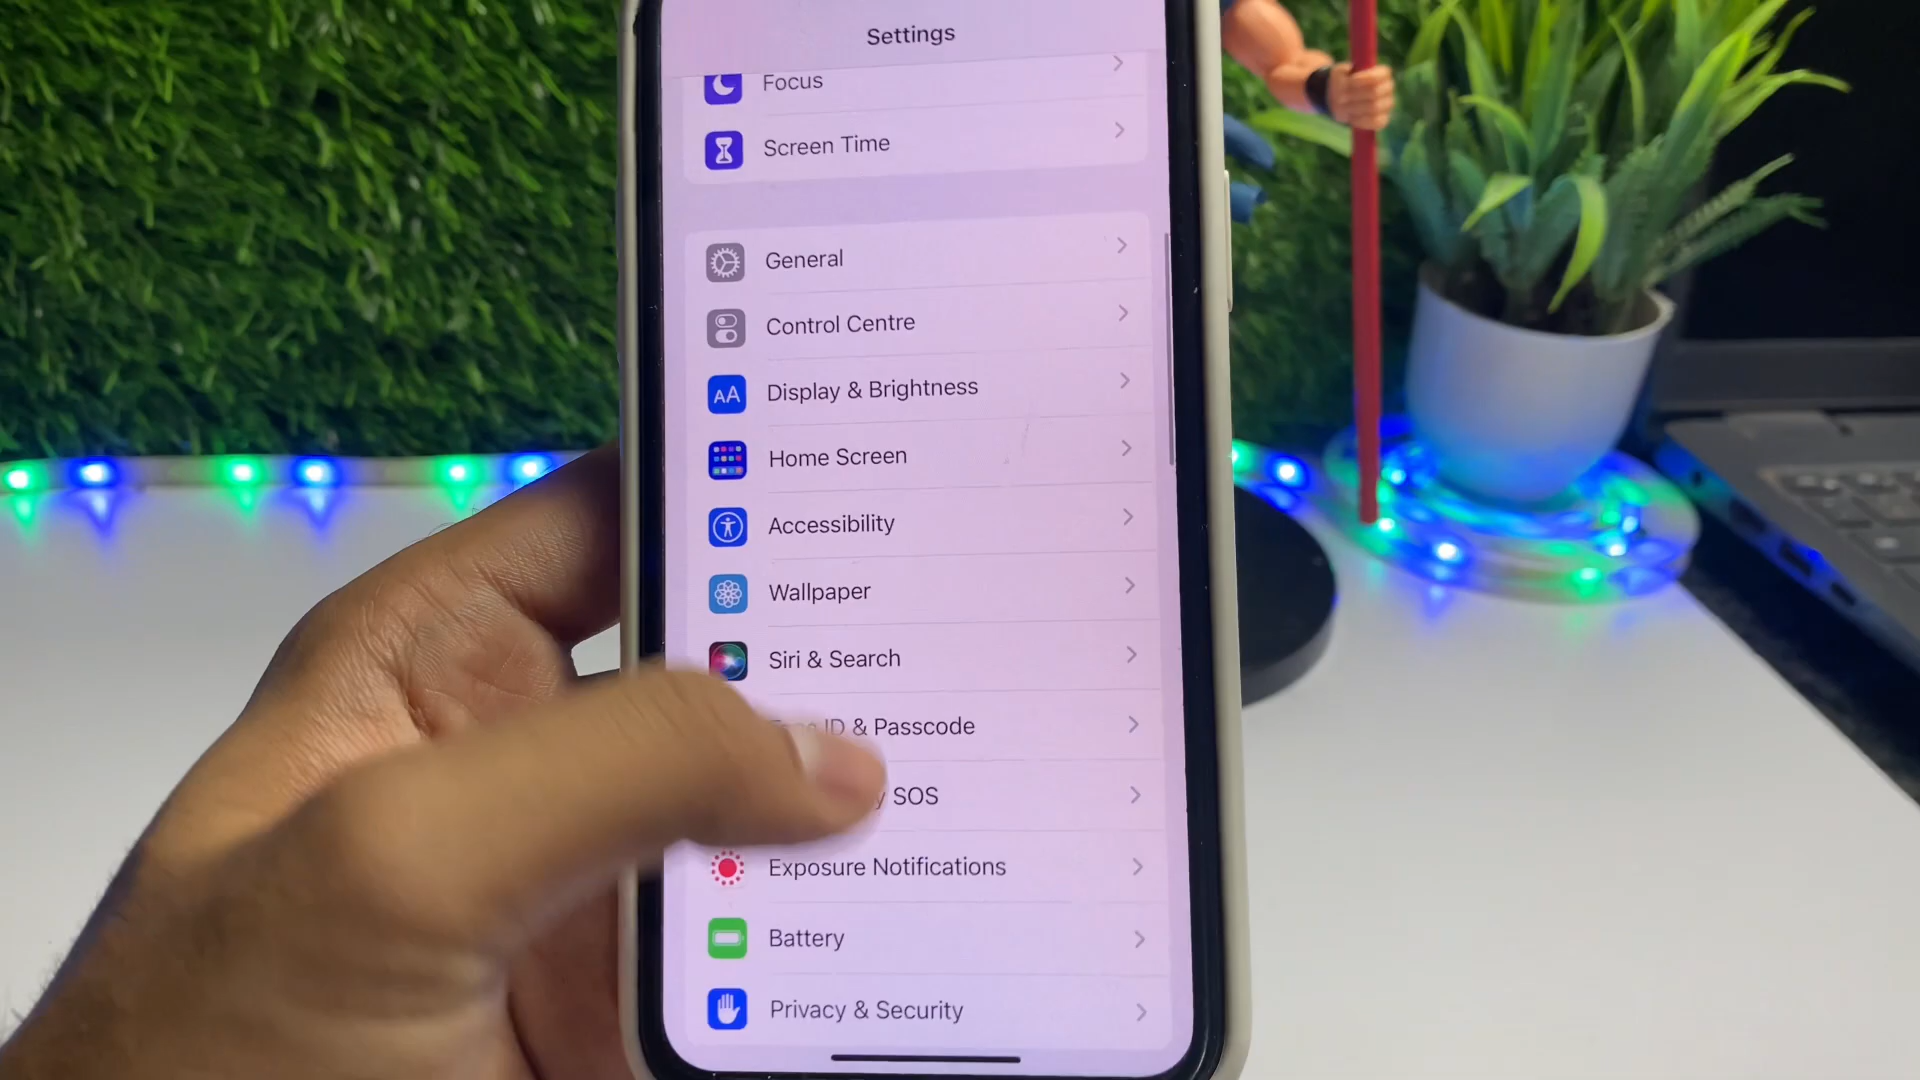 Settings
Focus
Screen Time
General
Control Centre
AA Display & Brightness
Home Screen
Accessibility
Wallpaper
Siri & Search
ID & Passcode
SOS
Exposure Notifications
Battery
Privacy & Security